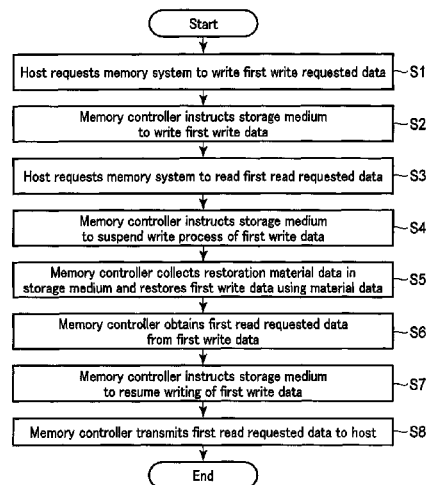 Start
Host requests memory system to write first write requested data
S1
Memory controller instructs storage medium
to write first write data
S2
Host requests memory system to read first read requested data
S3
Memory controller instructs storage medium
to suspend write process of first write data
S4
Memory controller collects restoration material data in
storage medium and restores first write data using material data
S5
Memory controller obtains first read requested data
from first write data
S6
Memory controller instructs storage medium
to resume writing of first write data
S7
Memory controller transmits first read requested data to host
S8
End